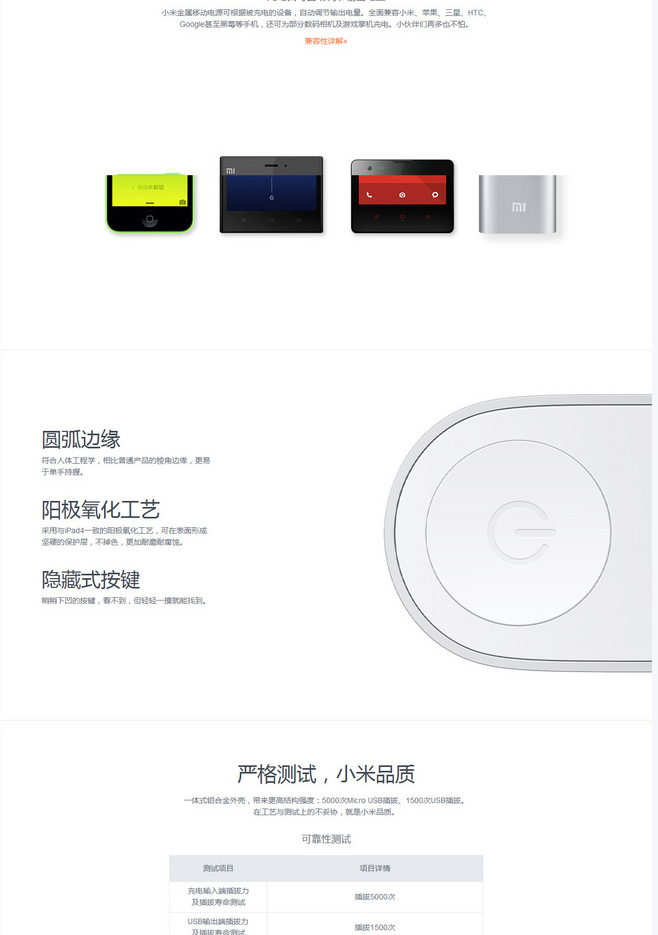 小米金属移动电源可根据被充电的设备，自动调节输出电量。全面兼容小米、苹果、三星、HTC、
Google甚至黑莓等手机，还可为部分数码相机及游戏掌机充电。小伙伴们再多也不怕。
兼容性详解»
MI
6
MI
圆弧边缘
符合人体工程学，相比普通产品的棱角边缘，更易
于单手持握。
阳极氧化工艺
采用与iPad4一致的阳极氧化工艺，可在表面形成
坚硬的保护层，不掉色，更加耐磨耐腐蚀。
隐藏式按键
稍稍下凹的按键，看不到，但轻轻一摸就能找到。
严格测试，小米品质
一体式铝合金外壳，带来更高结构强度：5000次Micro USB插拔、1500次USB插拔。
在工艺与测试上的不妥协，就是小米品质。
可靠性测试
测试项目 项目详情
充电输入端插拔力
及插拔寿命测试
插拔5000次
USB输出端插拔力
及插拔寿命测试
插拔1500次